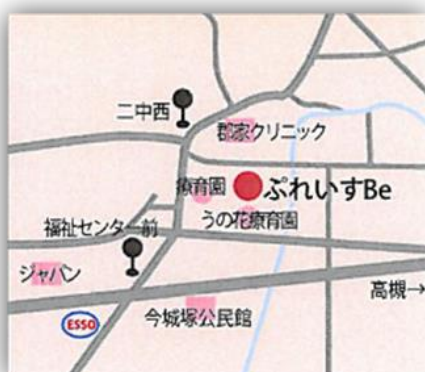 二中西
郡家クリニック
療育園
ぷれいすBe
うの花療育園
福祉センター前
ジャパン
高槻→
ESSO
今城塚公民館